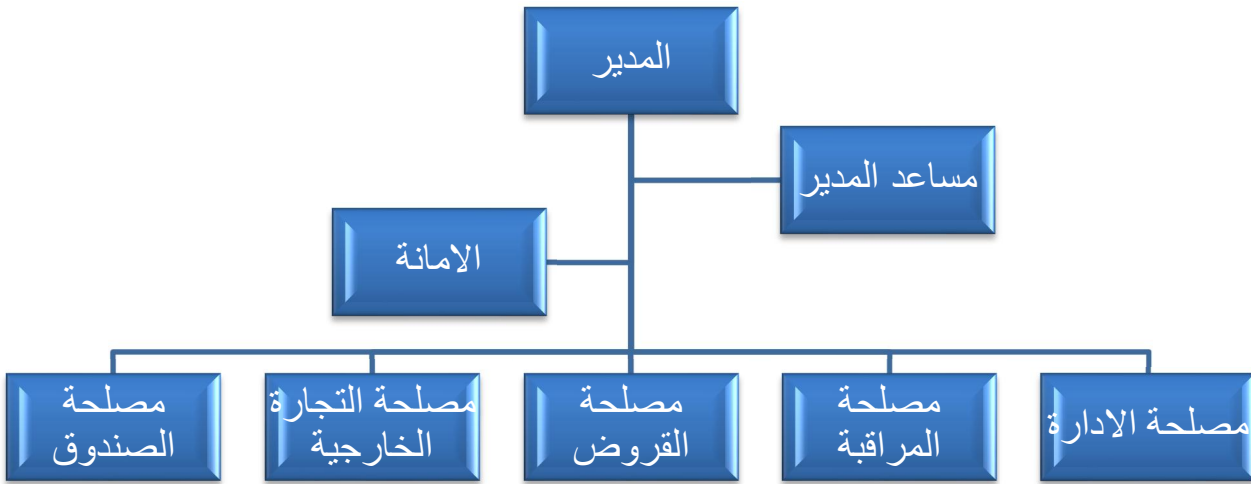 المدير
مساعد المدير
الامانة
مصلحة الادارة
مصلحة
المراقبة
مصلحة
القروض
مصلحة التجارة
الخارجية
مصلحة
الصندوق